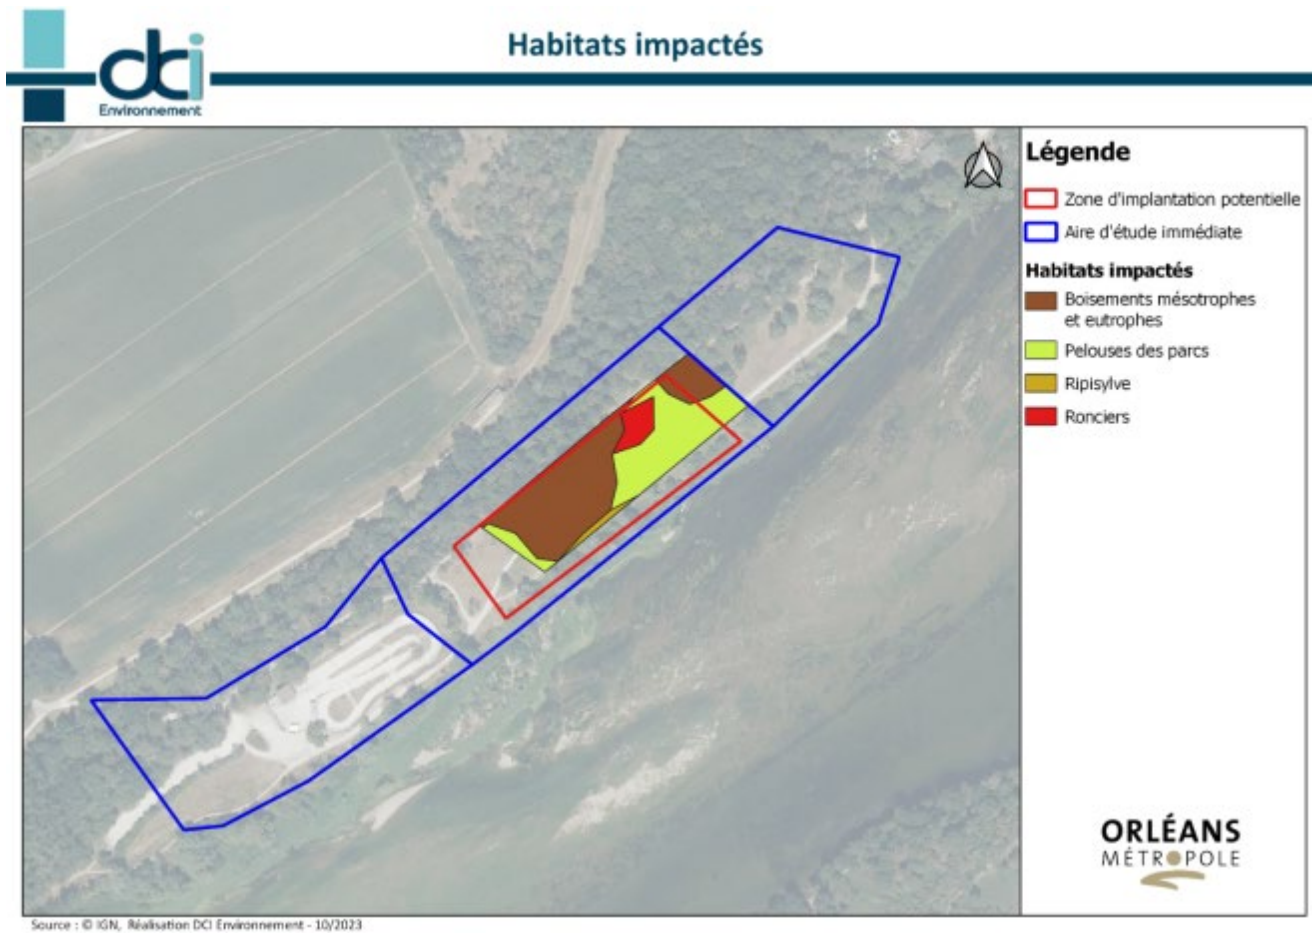 Habitats impactés
dci
Environnement
Légende
Zone d'implantation potentielle
Aire d'étude immédiate
Habitats impactés
Boisements mésotrophes
et eutrophes
Pelouses des parcs
Ripisylve
Ronciers
ORLÉANS
MÉTROPOLE
Source : © IGN, Réalisation DCI Environnement - 10/2023